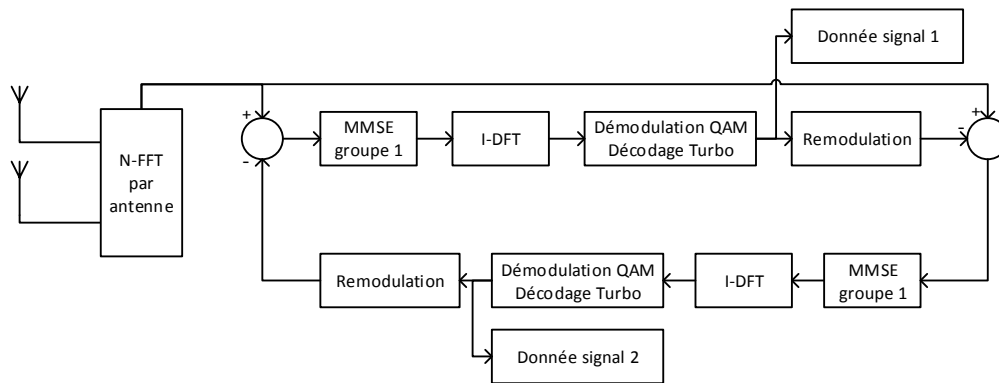 Donnée signal 1
+
+
N-FFT
par
antenne
-
MMSE
groupe 1
I-DFT
Démodulation QAM
Décodage Turbo
Remodulation
-
Remodulation
Démodulation QAM
Décodage Turbo
I-DFT
MMSE
groupe 1
Donnée signal 2